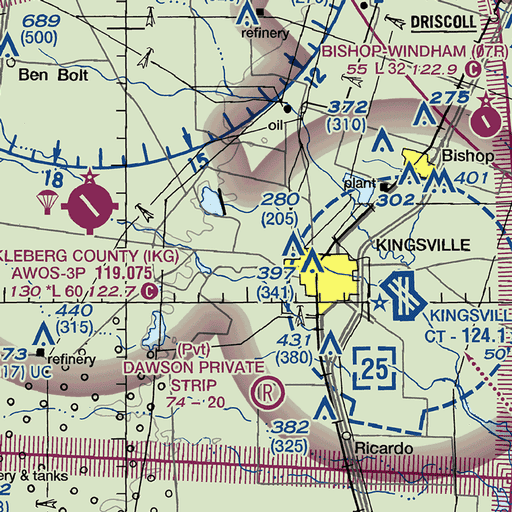 689
(500)
Ben Bolt
refinery
DRISCOLL
BISHOP-WINDHAM (07R)
55 L 32 122.9 C
12
372
(310)
275
oil
15
18
Bishop
plant
302
401
280
(205)
KINGSVILLE
KLEBERG COUNTY (IKG)
AWOS-3P 119.075
130 *L 60 122.7 C
397
(341)
440
(315)
KINGSVILL
CT - 124.1
50
73
17) UC
refinery
431
(380)
25
(Pvt)
DAWSON PRIVATE
STRIP
74 - 20
R
382
(325)
Ricardo
ery & tanks